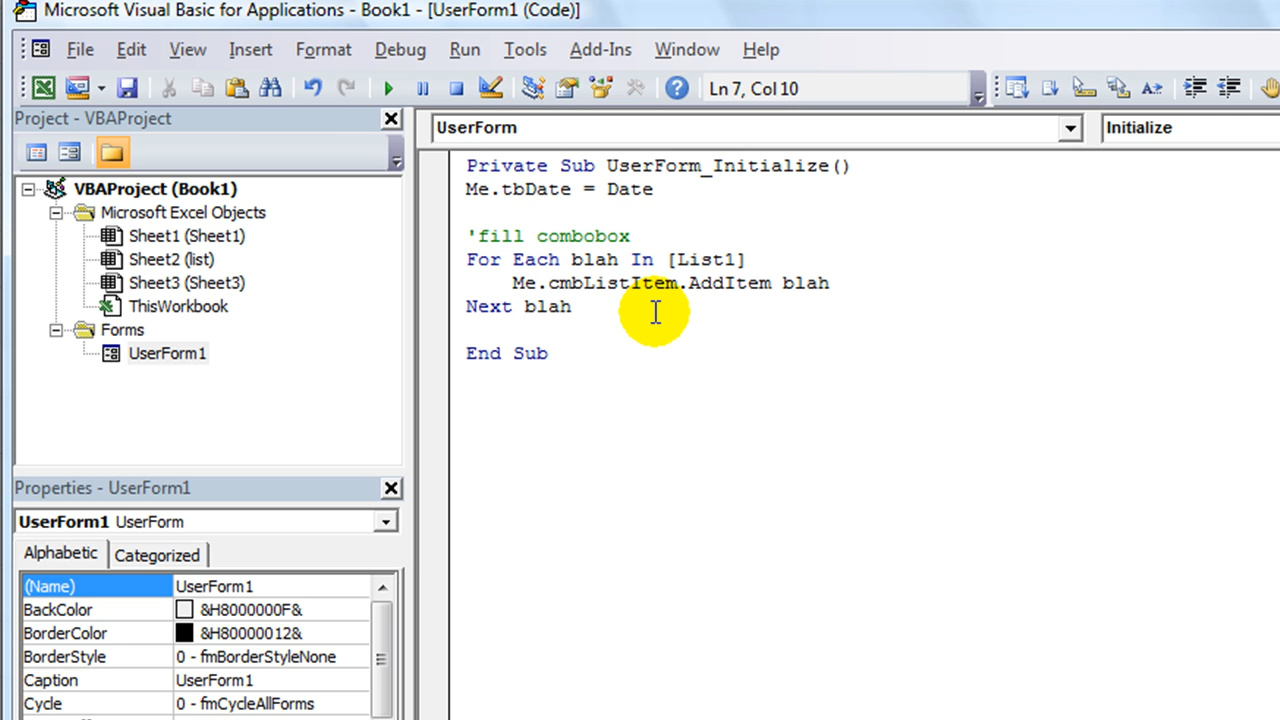 Microsoft Visual Basic for Applications - Book1 - [UserForm1 (Code)]
File Edit View Insert Format Debug Run Tools Add-Ins Window Help
Ln 7, Col 10
Project - VBAProject
UserForm
Initialize
VBAProject (Book1)
Microsoft Excel Objects
Sheet1 (Sheet1)
Sheet2 (list)
Sheet3 (Sheet3)
ThisWorkbook
Forms
UserForm1
Private Sub UserForm_Initialize()
Me.tbDate = Date
'fill combobox
For Each blah In [List1]
Me.cmbListItem.AddItem blah
Next blah
End Sub
Properties - UserForm1
UserForm1 UserForm
Alphabetic Categorized
(Name) UserForm1
BackColor &H8000000F&
BorderColor &H80000012&
BorderStyle 0 - fmBorderStyleNone
Caption UserForm1
Cycle 0 - fmCycleAllForms